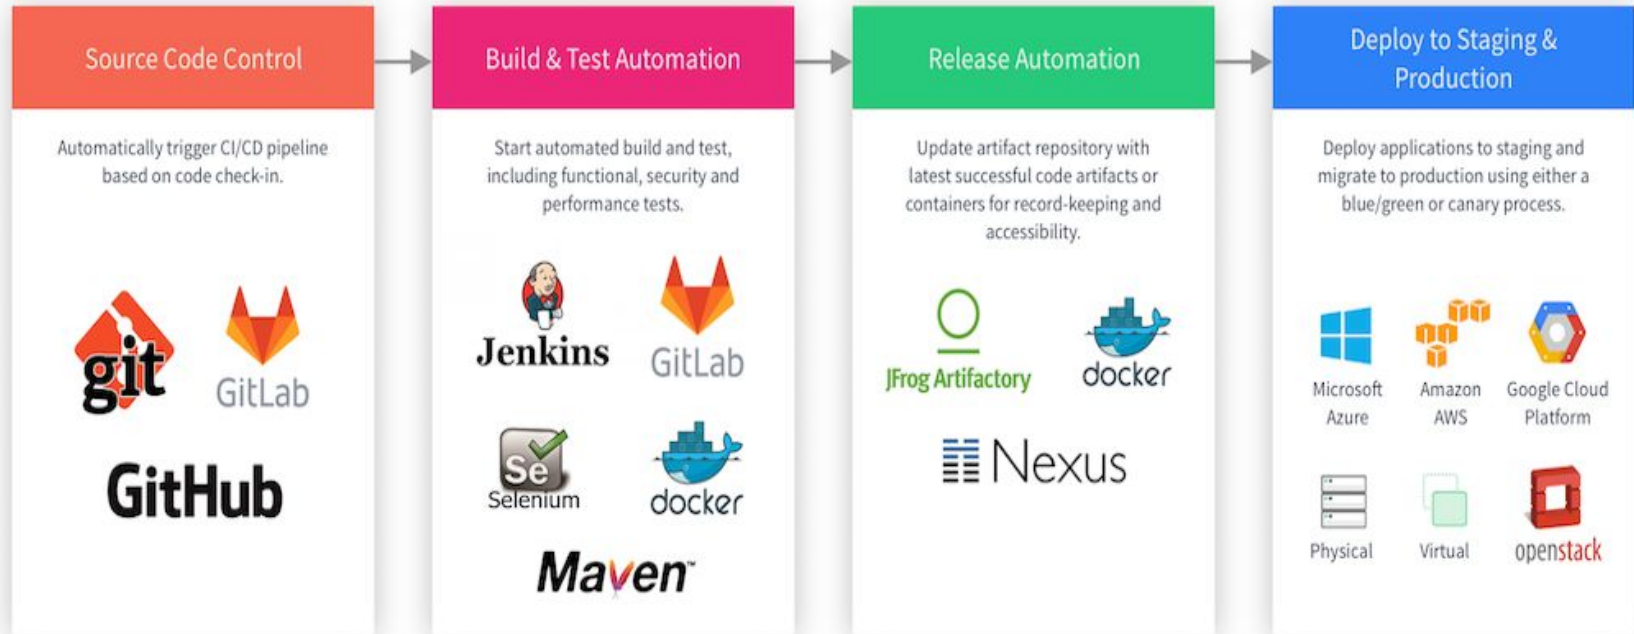 Source Code Control
Automatically trigger CI/CD pipeline
based on code check-in.
git
GitLab
GitHub
Build & Test Automation
Start automated build and test,
including functional, security and
performance tests.
Jenkins
GitLab
Se
Selenium
docker
Maven™
Release Automation
Update artifact repository with
latest successful code artifacts or
containers for record-keeping and
accessibility.
JFrog Artifactory
docker
Nexus
Deploy to Staging &
Production
Deploy applications to staging and
migrate to production using either a
blue/green or canary process.
Microsoft
Azure
Amazon
AWS
Google Cloud
Platform
Physical
Virtual
openstack